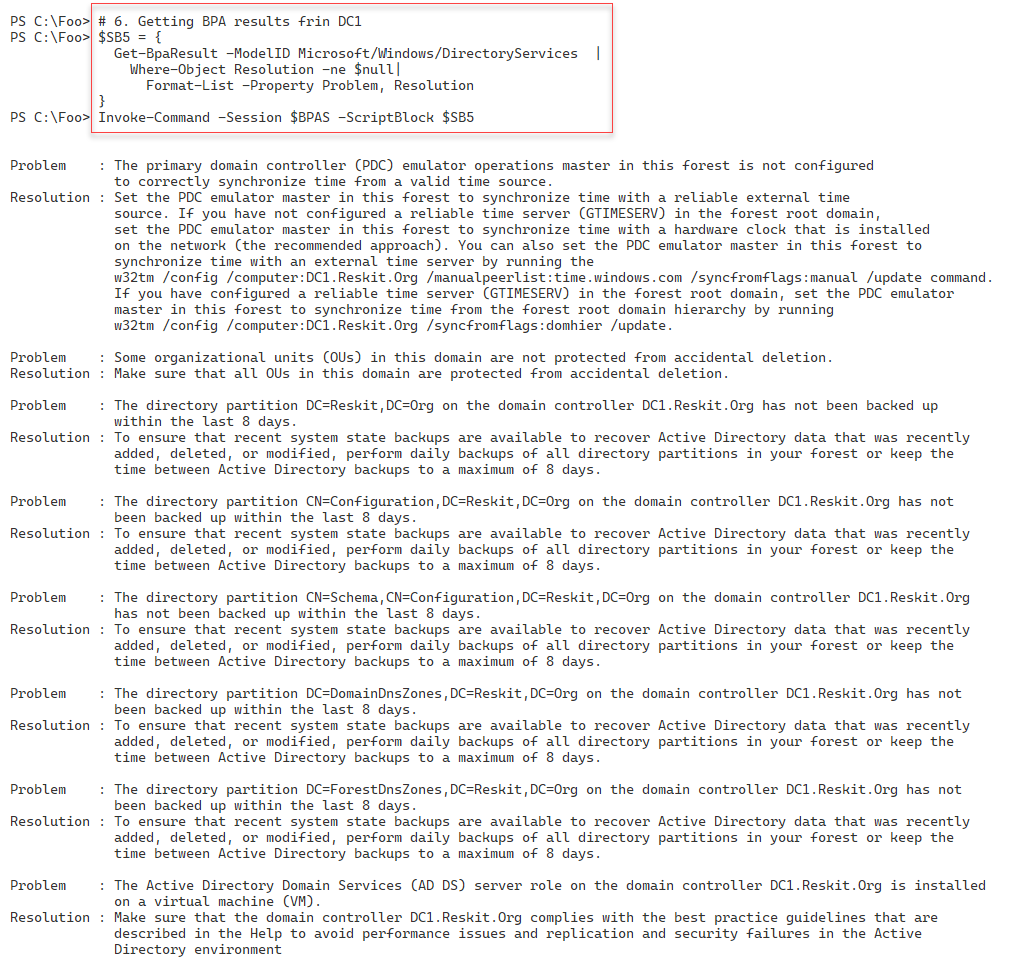 PS C:\Foo> # 6. Getting BPA results frin DC1
PS C:\Foo> $SB5 = {
Get-BpaResult -ModelID Microsoft/Windows/DirectoryServices |
Where-Object Resolution -ne $null|
Format-List -Property Problem, Resolution
}
PS C:\Foo> Invoke-Command -Session $BPAS -ScriptBlock $SB5
Problem : The primary domain controller (PDC) emulator operations master in this forest is not configured
to correctly synchronize time from a valid time source.
Resolution : Set the PDC emulator master in this forest to synchronize time with a reliable external time
source. If you have not configured a reliable time server (GTIMESERV) in the forest root domain,
set the PDC emulator master in this forest to synchronize time with a hardware clock that is installed
on the network (the recommended approach). You can also set the PDC emulator master in this forest to
synchronize time with an external time server by running the
w32tm /config /computer:DC1.Reskit.Org /manualpeerlist:time.windows.com /syncfromflags:manual /update command.
If you have configured a reliable time server (GTIMESERV) in the forest root domain, set the PDC emulator
master in this forest to synchronize time from the forest root domain hierarchy by running
w32tm /config /computer:DC1.Reskit.Org /syncfromflags:domhier /update.
Problem : Some organizational units (OUs) in this domain are not protected from accidental deletion.
Resolution : Make sure that all OUs in this domain are protected from accidental deletion.
Problem : The directory partition DC=Reskit,DC=Org on the domain controller DC1.Reskit.Org has not been backed up
within the last 8 days.
Resolution : To ensure that recent system state backups are available to recover Active Directory data that was recently
added, deleted, or modified, perform daily backups of all directory partitions in your forest or keep the
time between Active Directory backups to a maximum of 8 days.
Problem : The directory partition CN=Configuration,DC=Reskit,DC=Org on the domain controller DC1.Reskit.Org has not
been backed up within the last 8 days.
Resolution : To ensure that recent system state backups are available to recover Active Directory data that was recently
added, deleted, or modified, perform daily backups of all directory partitions in your forest or keep the
time between Active Directory backups to a maximum of 8 days.
Problem : The directory partition CN=Schema,CN=Configuration,DC=Reskit,DC=Org on the domain controller DC1.Reskit.Org
has not been backed up within the last 8 days.
Resolution : To ensure that recent system state backups are available to recover Active Directory data that was recently
added, deleted, or modified, perform daily backups of all directory partitions in your forest or keep the
time between Active Directory backups to a maximum of 8 days.
Problem : The directory partition DC=DomainDnsZones,DC=Reskit,DC=Org on the domain controller DC1.Reskit.Org has not
been backed up within the last 8 days.
Resolution : To ensure that recent system state backups are available to recover Active Directory data that was recently
added, deleted, or modified, perform daily backups of all directory partitions in your forest or keep the
time between Active Directory backups to a maximum of 8 days.
Problem : The directory partition DC=ForestDnsZones,DC=Reskit,DC=Org on the domain controller DC1.Reskit.Org has not
been backed up within the last 8 days.
Resolution : To ensure that recent system state backups are available to recover Active Directory data that was recently
added, deleted, or modified, perform daily backups of all directory partitions in your forest or keep the
time between Active Directory backups to a maximum of 8 days.
Problem : The Active Directory Domain Services (AD DS) server role on the domain controller DC1.Reskit.Org is installed
on a virtual machine (VM).
Resolution : Make sure that the domain controller DC1.Reskit.Org complies with the best practice guidelines that are
described in the Help to avoid performance issues and replication and security failures in the Active
Directory environment